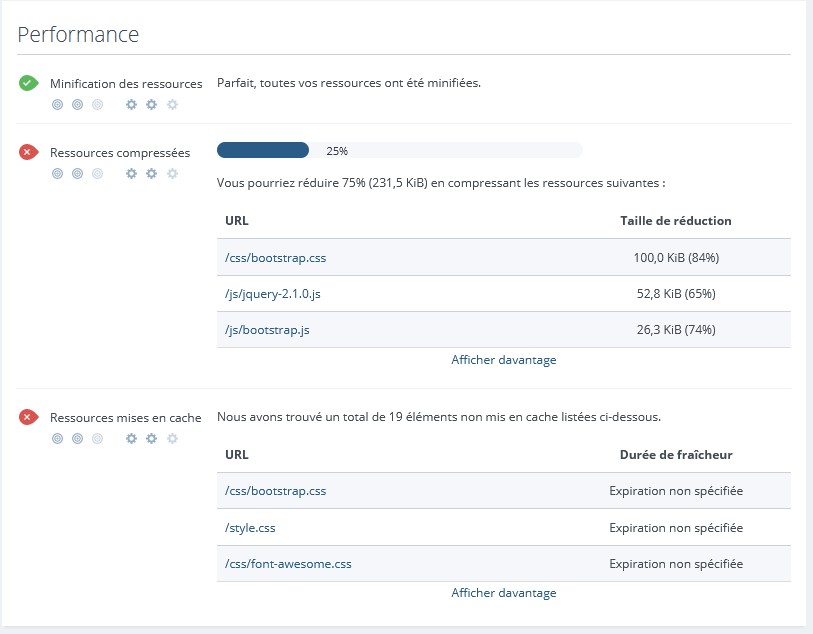 Performance
Minification des ressources Parfait, toutes vos ressources ont été minifiées.
Ressources compressées 25%
Vous pourriez réduire 75% (231,5 KiB) en compressant les ressources suivantes :
URL Taille de réduction
/css/bootstrap.css 100,0 KiB (84%)
/js/jquery-2.1.0.js 52,8 KiB (65%)
/js/bootstrap.js 26,3 KiB (74%)
Afficher davantage
Ressources mises en cache Nous avons trouvé un total de 19 éléments non mis en cache listées ci-dessous.
URL Durée de fraîcheur
/css/bootstrap.css Expiration non spécifiée
/style.css Expiration non spécifiée
/css/font-awesome.css Expiration non spécifiée
Afficher davantage